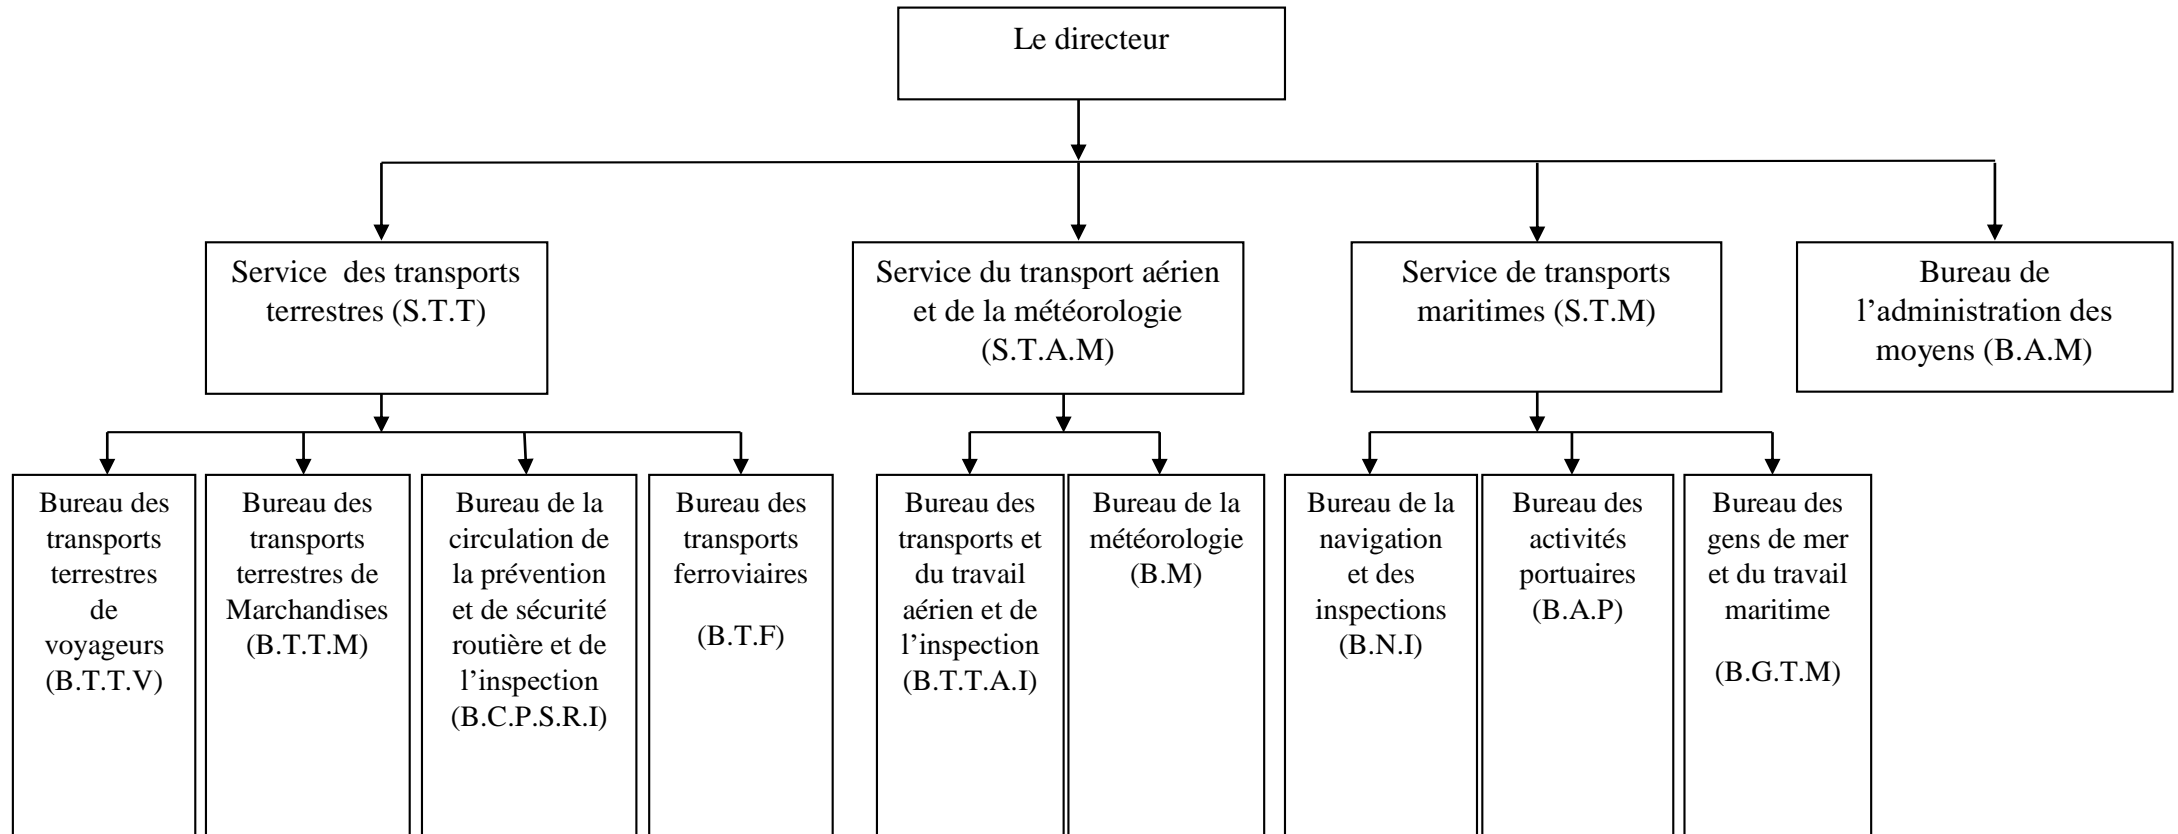 Le directeur
Service des transports
terrestres (S.T.T)
Service du transport aérien
et de la météorologie
(S.T.A.M)
Service de transports
maritimes (S.T.M)
Bureau de
l’administration des
moyens (B.A.M)
Bureau des
transports
terrestres
de
voyageurs
(B.T.T.V)
Bureau des
transports
terrestres de
Marchandises
(B.T.T.M)
Bureau de la
circulation de
la prévention
et de sécurité
routière et de
l’inspection
(B.C.P.S.R.I)
Bureau des
transports
ferroviaires
(B.T.F)
Bureau des
transports et
du travail
aérien et de
l’inspection
(B.T.T.A.I)
Bureau de la
météorologie
(B.M)
Bureau de la
navigation
et des
inspections
(B.N.I)
Bureau des
activités
portuaires
(B.A.P)
Bureau des
gens de mer
et du travail
maritime
(B.G.T.M)